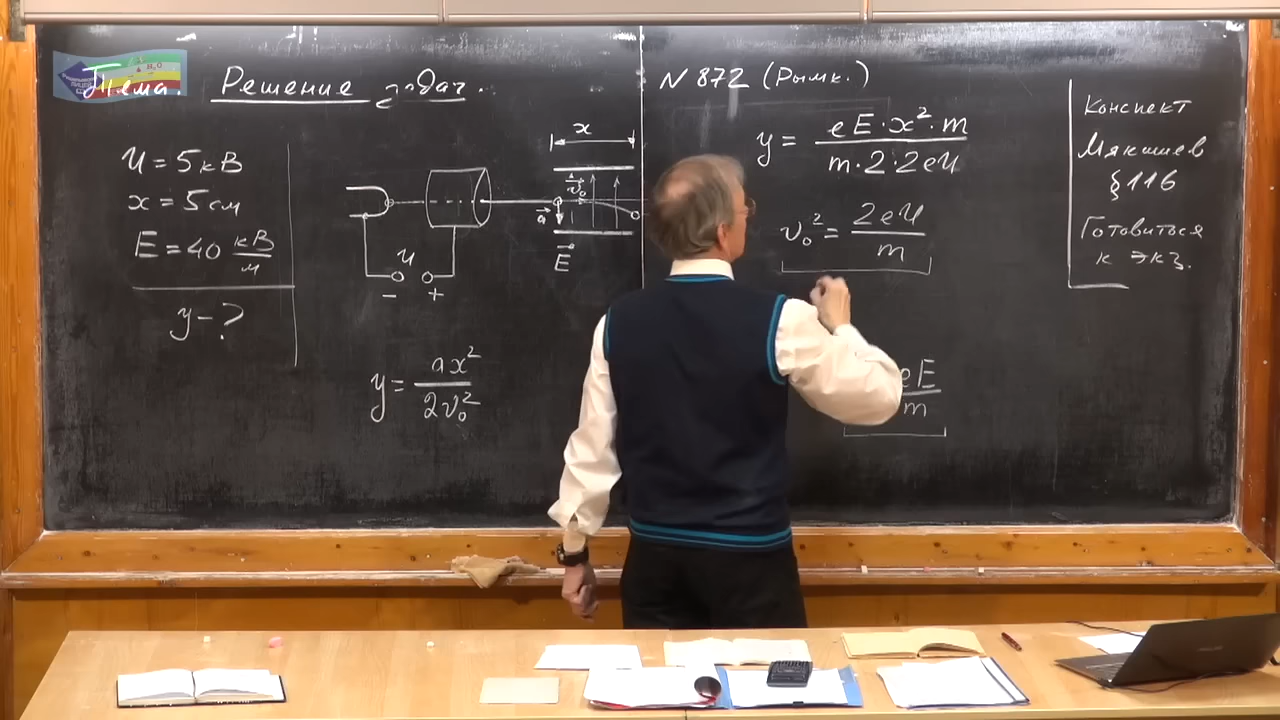 Тема. Решение задач.
U = 5 кВ
x = 5 см
E = 40 кВ/м
y - ?
x
v₀
a
E
U
- +
y = ax²/2v₀²
N 872 (Рымк.)
y = eE·x²·m/m·2·2eU
v₀² = 2eU/m
eE/m
Конспект
Мякишев
§116
Готовиться
к экз.